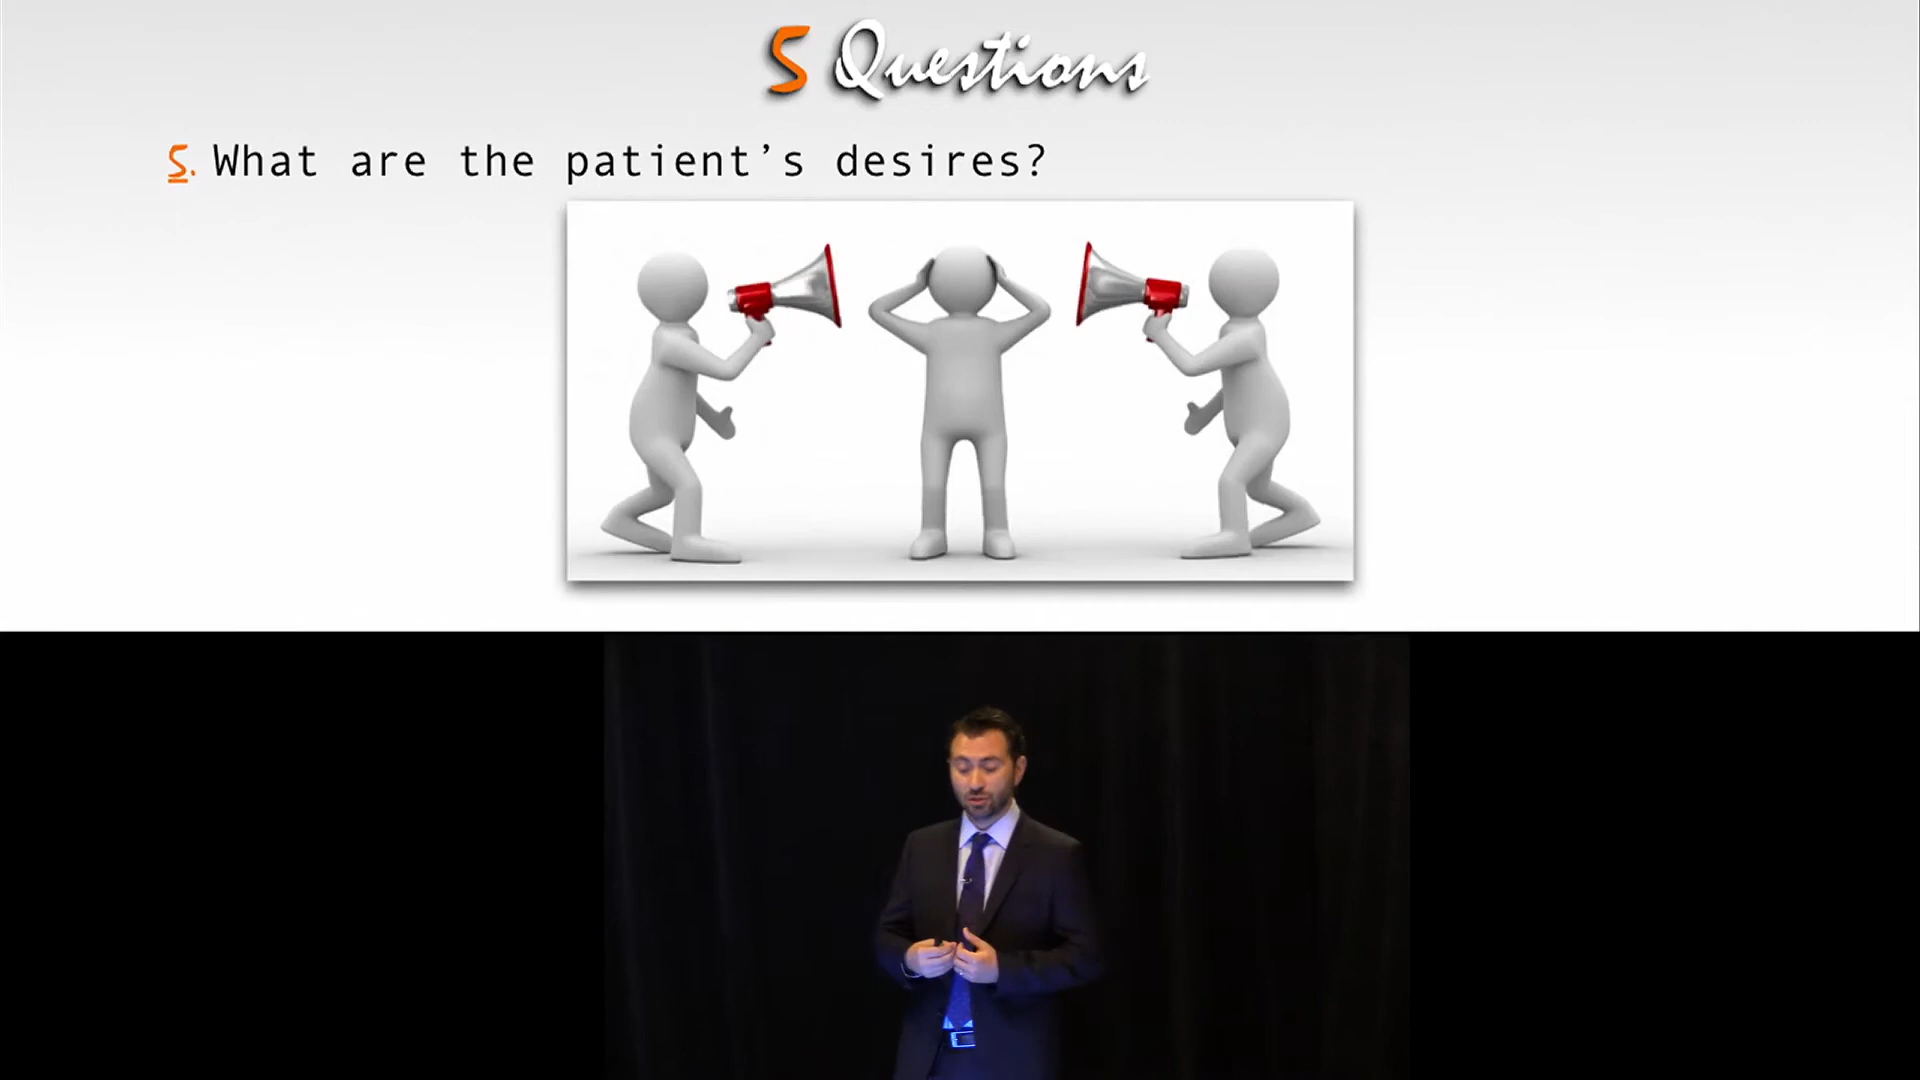 5 Questions
5. What are the patient’s desires?